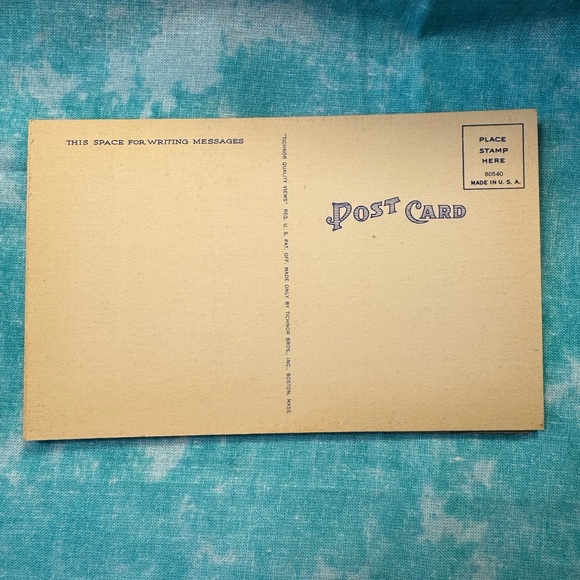 THIS SPACE FOR WRITING MESSAGES
"TICHNOR QUALITY VIEWS" REG. U. S. PAT. OFF. MADE ONLY BY TICHNOR BROS., INC., BOSTON, MASS.
PLACE
STAMP
HERE
80540
MADE IN U. S. A.
POST CARD